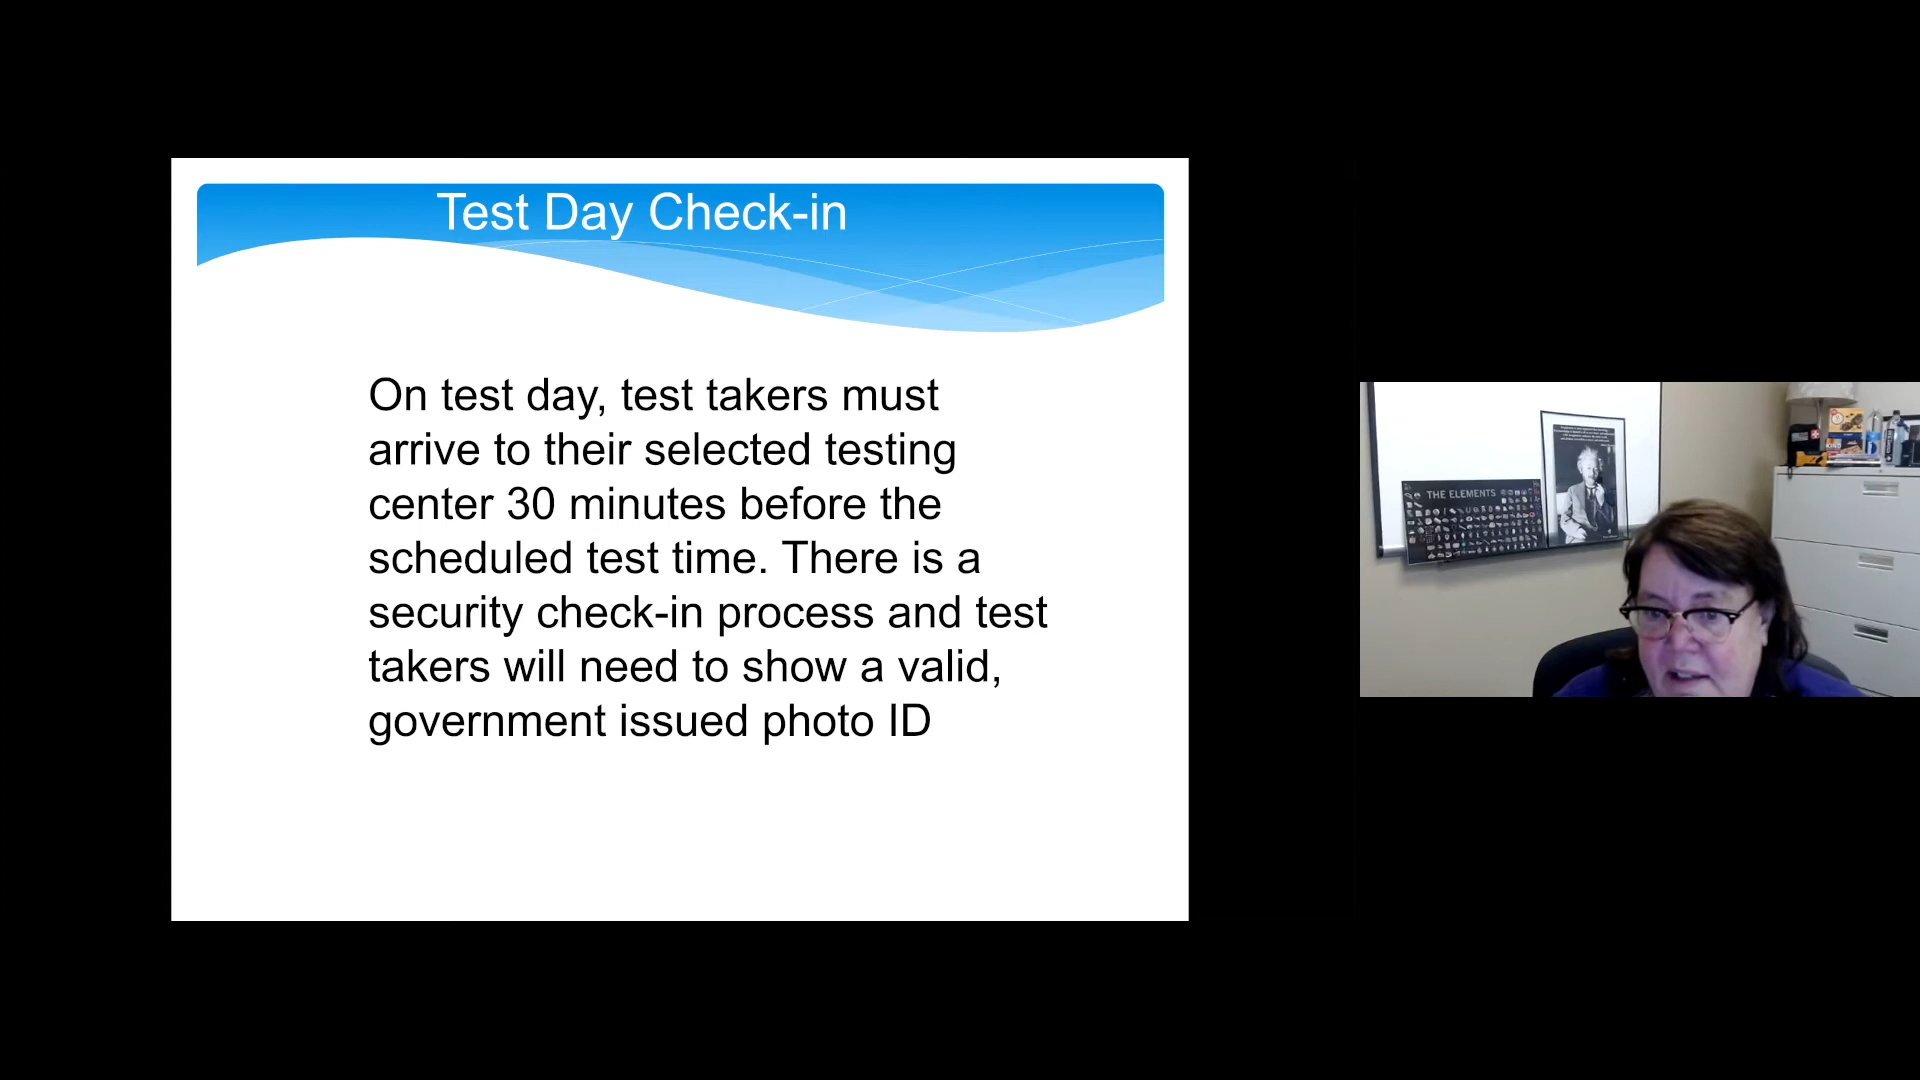 Test Day Check-in
On test day, test takers must
arrive to their selected testing
center 30 minutes before the
scheduled test time. There is a
security check-in process and test
takers will need to show a valid,
government issued photo ID
THE ELEMENTS
KIND